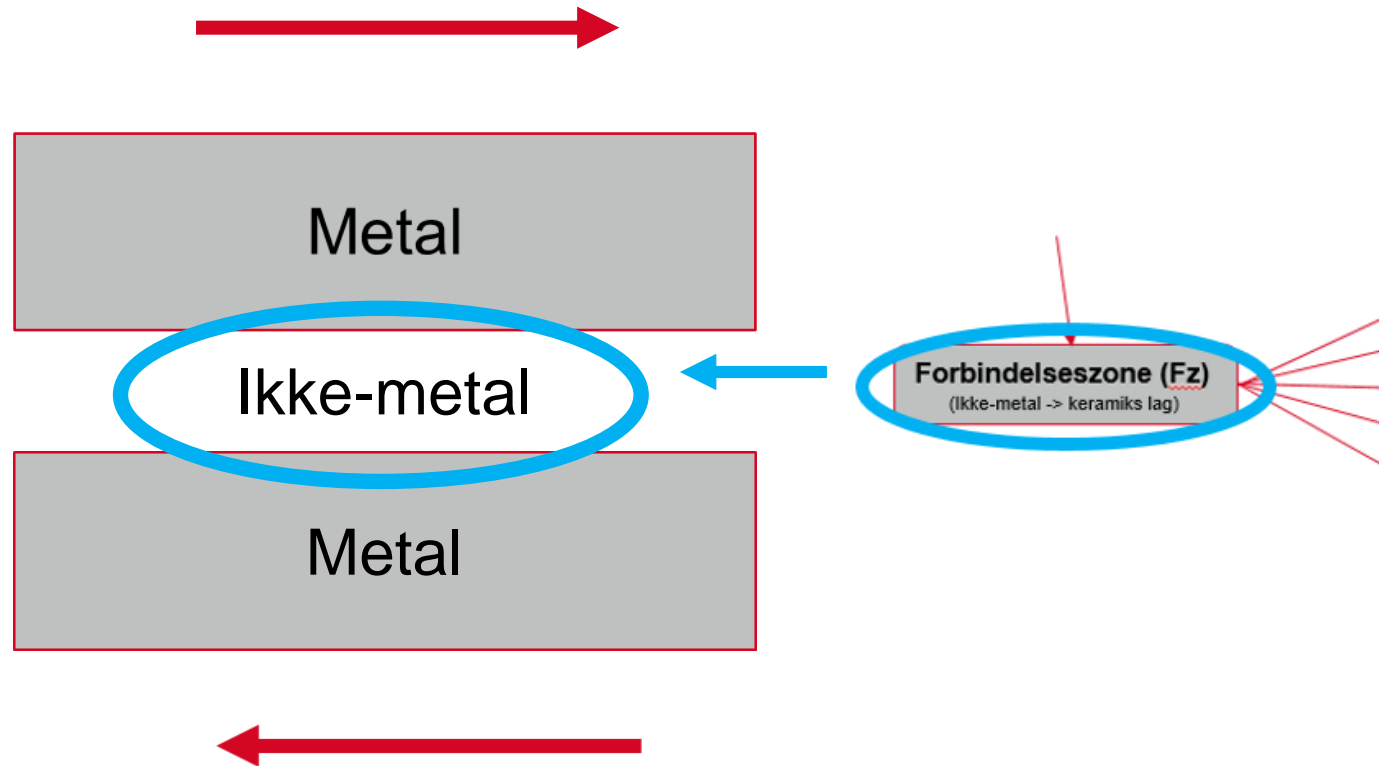 Metal
Ikke-metal
Metal
Forbindelseszone (Fz)
(Ikke-metal -> keramiks lag)